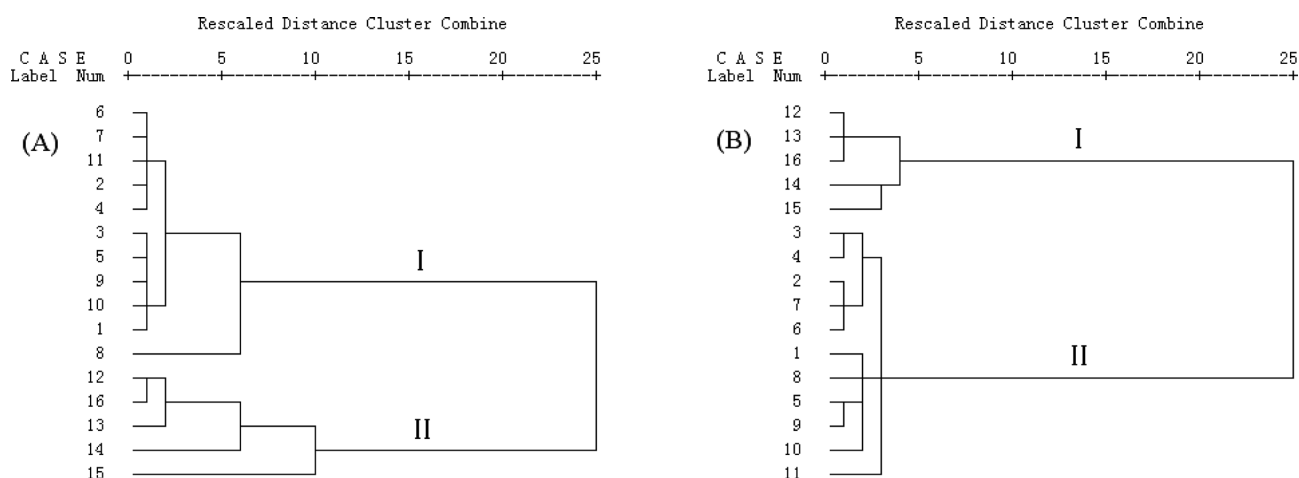 Rescaled Distance Cluster Combine
C A S E 0 5 10 15 20 25
Label Num +---------+---------+---------+---------+---------+
6
(A) 7
11
2
4
3
5
I
9
10
1
8
12
16
13
II
14
15
Rescaled Distance Cluster Combine
C A S E 0 5 10 15 20 25
Label Num +---------+---------+---------+---------+---------+
12
(B) 13
I
16
14
15
3
4
2
7
6
1
II
8
5
9
10
11